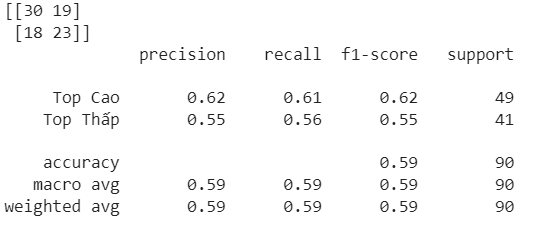 [[30 19]
[18 23]]
precision recall f1-score support
Top Cao 0.62 0.61 0.62 49
Top Thấp 0.55 0.56 0.55 41
accuracy 0.59 90
macro avg 0.59 0.59 0.59 90
weighted avg 0.59 0.59 0.59 90